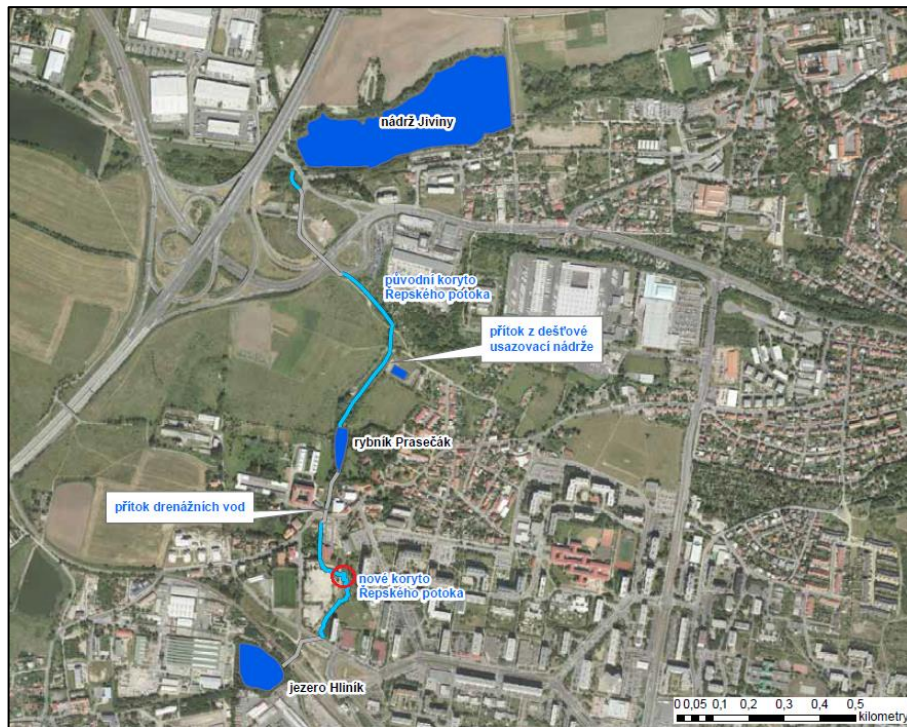 nádrž Jiviny
původní koryto
Řepského potoka
přítok z dešťové
usazovací nádrže
rybník Prasečák
přítok drenážních vod
nové koryto
Řepského potoka
jezero Hliník
0 0,05 0,1 0,2 0,3 0,4 0,5
kilometry